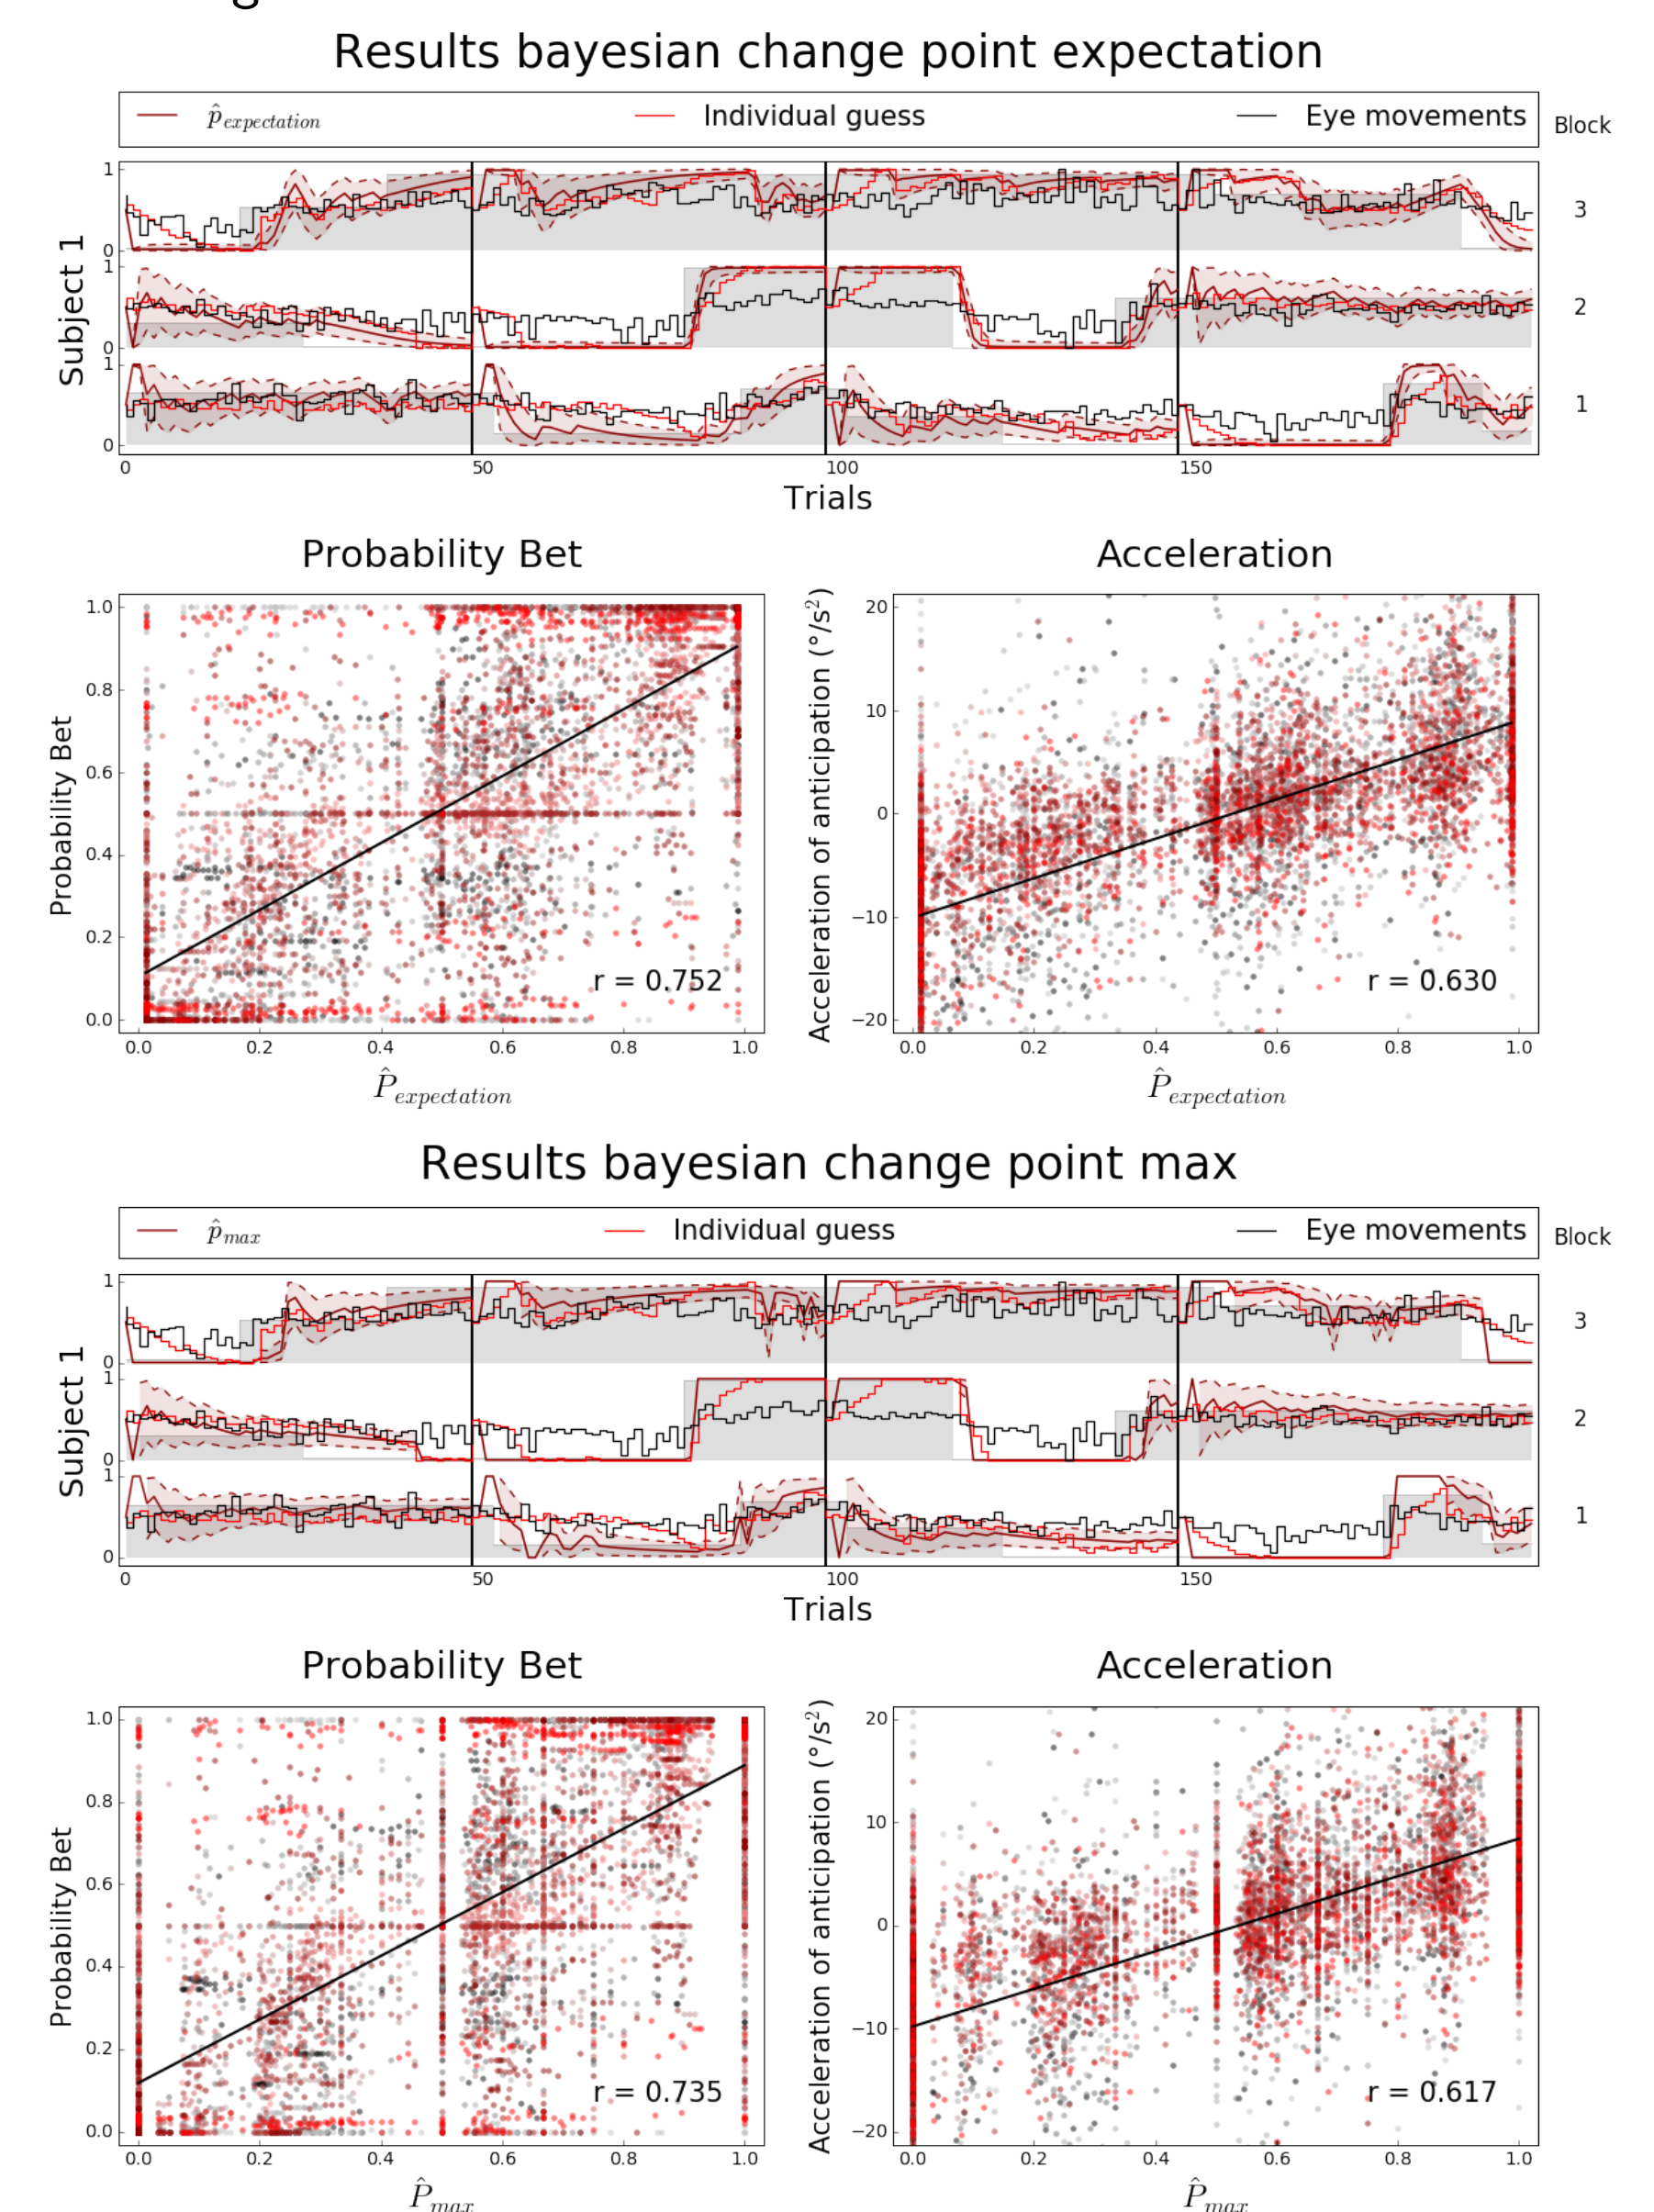 Results bayesian change point expectation
p̂expectation Individual guess Eye movements Block
Subject 1
1
0
3
1
0
2
1
0
1
0 50 100 150
Trials
Probability Bet
Probability Bet
1.0
0.8
0.6
0.4
0.2
0.0
r = 0.752
0.0 0.2 0.4 0.6 0.8 1.0
P̂expectation
Acceleration
Acceleration of anticipation (°/s²)
20
10
0
−10
−20
r = 0.630
0.0 0.2 0.4 0.6 0.8 1.0
P̂expectation
Results bayesian change point max
p̂max Individual guess Eye movements Block
Subject 1
1
0
3
1
0
2
1
0
1
0 50 100 150
Trials
Probability Bet
Probability Bet
1.0
0.8
0.6
0.4
0.2
0.0
r = 0.735
0.0 0.2 0.4 0.6 0.8 1.0
P̂max
Acceleration
Acceleration of anticipation (°/s²)
20
10
0
−10
−20
r = 0.617
0.0 0.2 0.4 0.6 0.8 1.0
P̂max